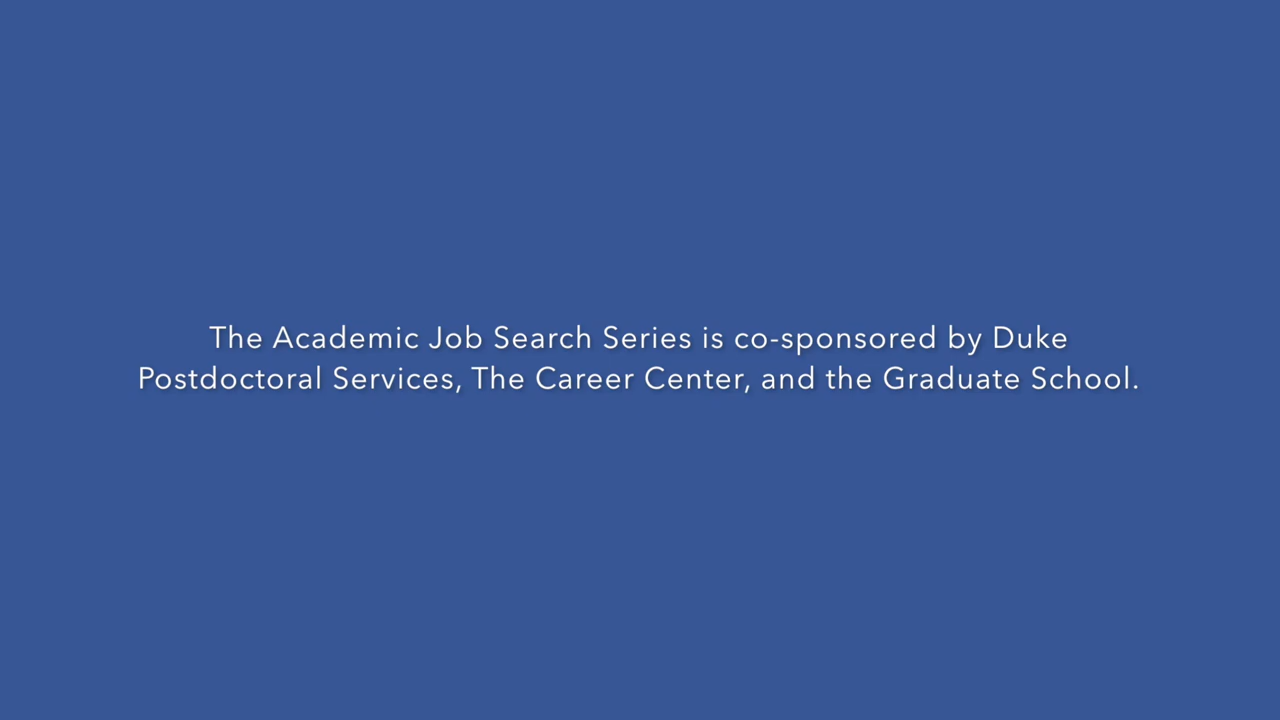 The Academic Job Search Series is co-sponsored by Duke
Postdoctoral Services, The Career Center, and the Graduate School.